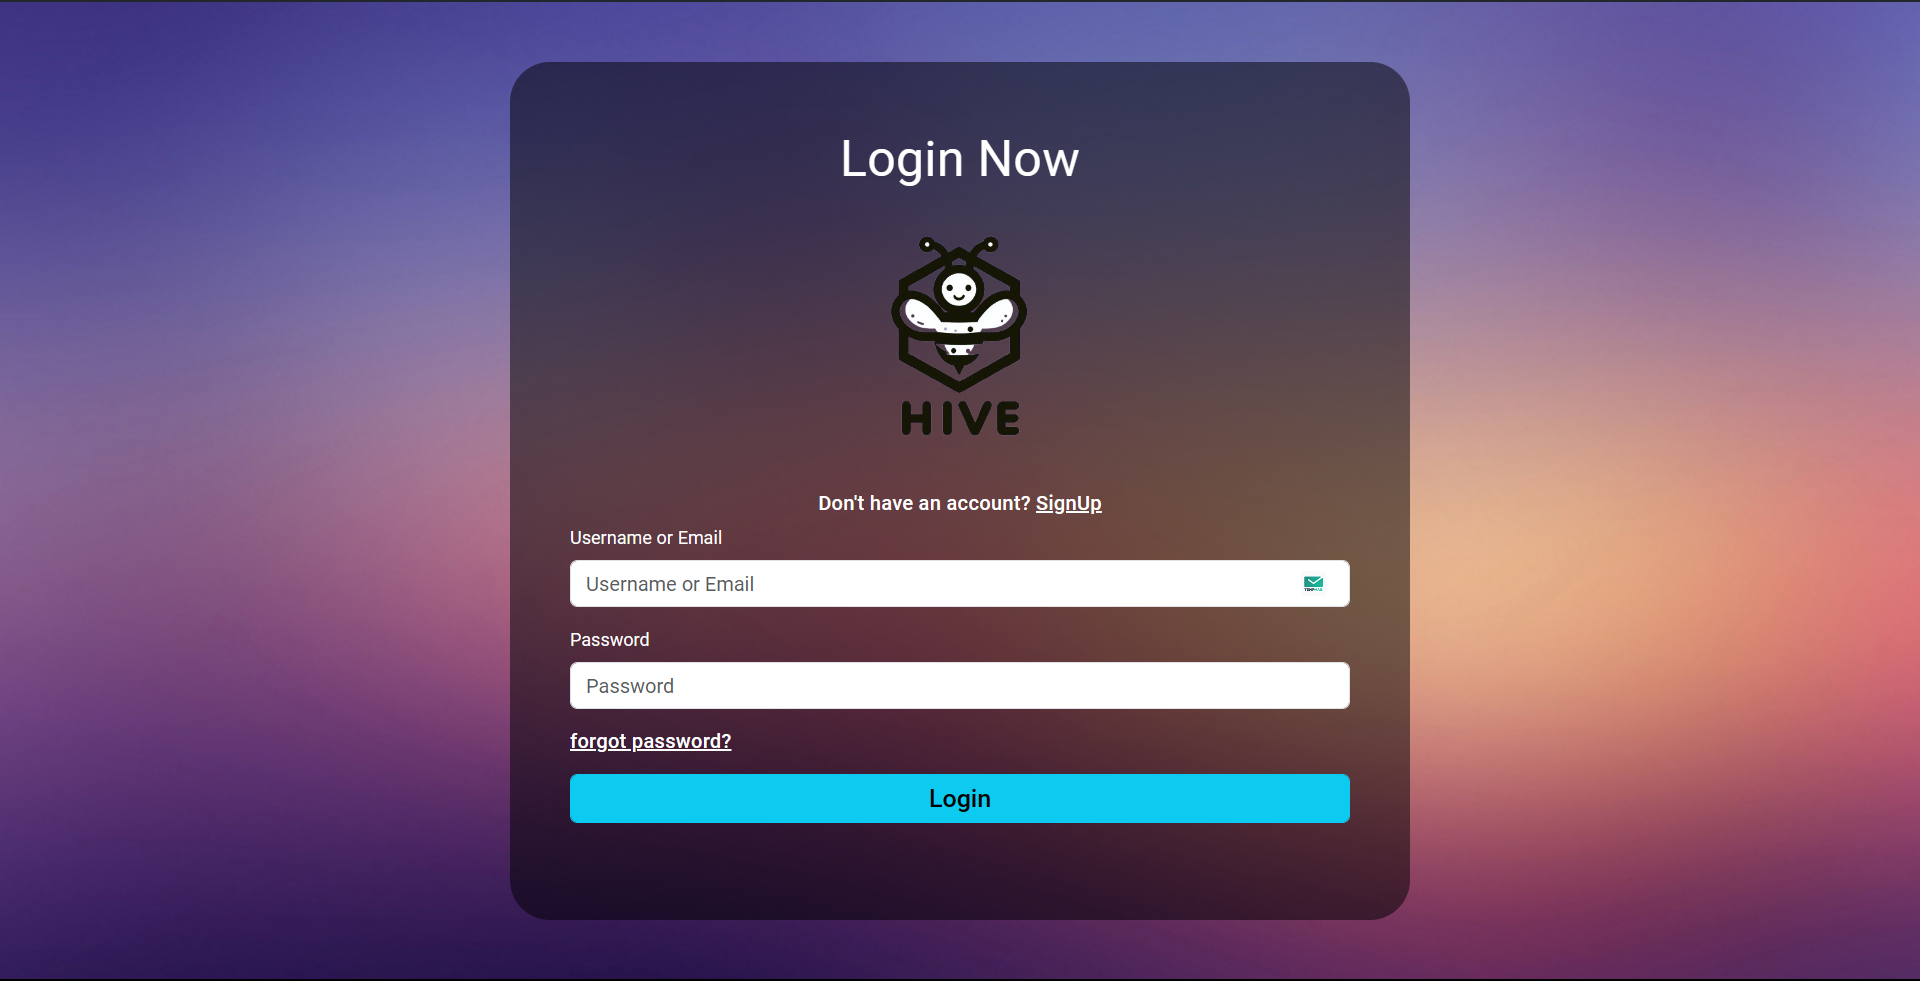 Login Now
HIVE
Don't have an account? SignUp
Username or Email
Username or Email
Password
Password
forgot password?
Login